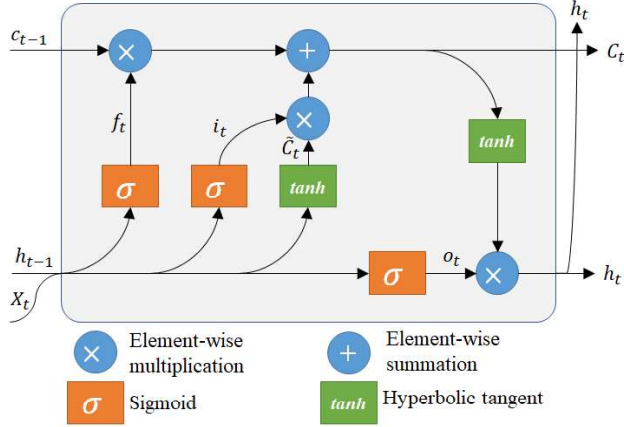 h_t
c_{t-1}
×
+
C_t
f_t
i_t
×
C̃_t
tanh
σ
σ
tanh
h_{t-1}
o_t
σ
×
h_t
X_t
× Element-wise multiplication
+ Element-wise summation
σ Sigmoid
tanh Hyperbolic tangent